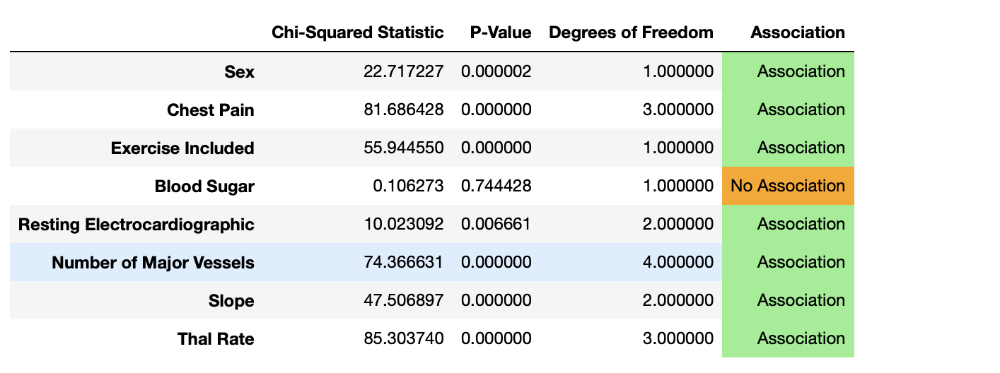 Chi-Squared Statistic P-Value Degrees of Freedom Association
Sex 22.717227 0.000002 1.000000 Association
Chest Pain 81.686428 0.000000 3.000000 Association
Exercise Included 55.944550 0.000000 1.000000 Association
Blood Sugar 0.106273 0.744428 1.000000 No Association
Resting Electrocardiographic 10.023092 0.006661 2.000000 Association
Number of Major Vessels 74.366631 0.000000 4.000000 Association
Slope 47.506897 0.000000 2.000000 Association
Thal Rate 85.303740 0.000000 3.000000 Association